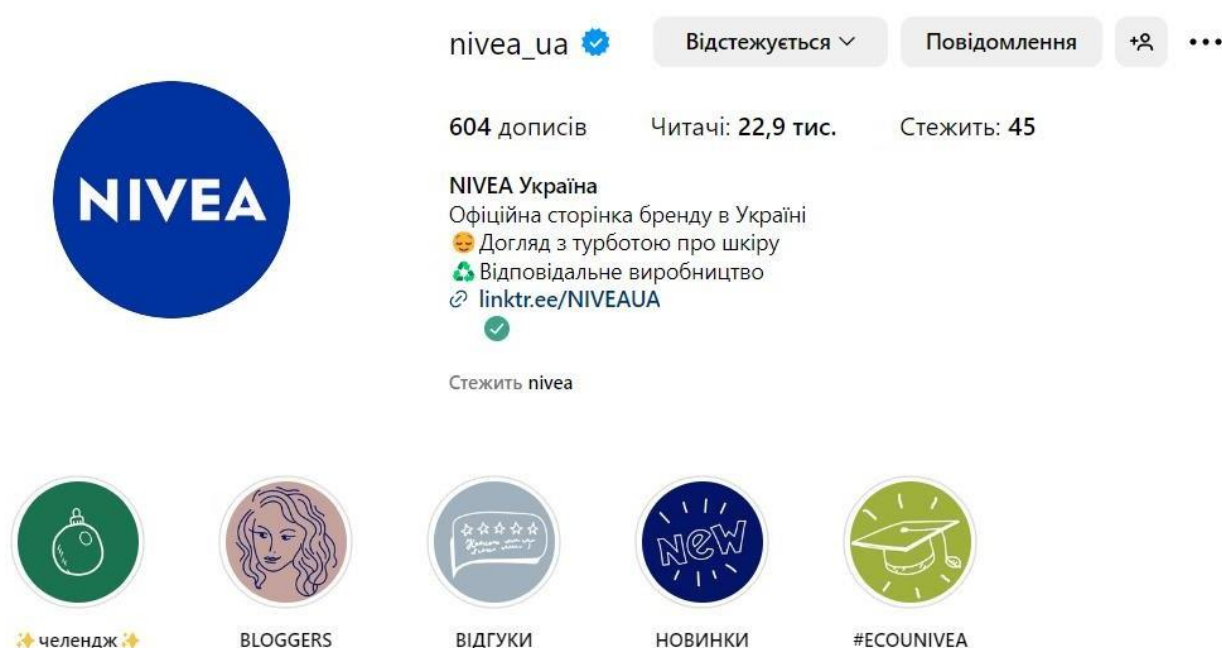 nivea_ua Відстежується Повідомлення
NIVEA
604 дописів Читачі: 22,9 тис. Стежить: 45
NIVEA Україна
Офіційна сторінка бренду в Україні
😌Догляд з турботою про шкіру
♻️Відповідальне виробництво
linktr.ee/NIVEAUA
Стежить nivea
NEW
✨челендж✨ BLOGGERS ВІДГУКИ НОВИНКИ #ECOUNIVEA